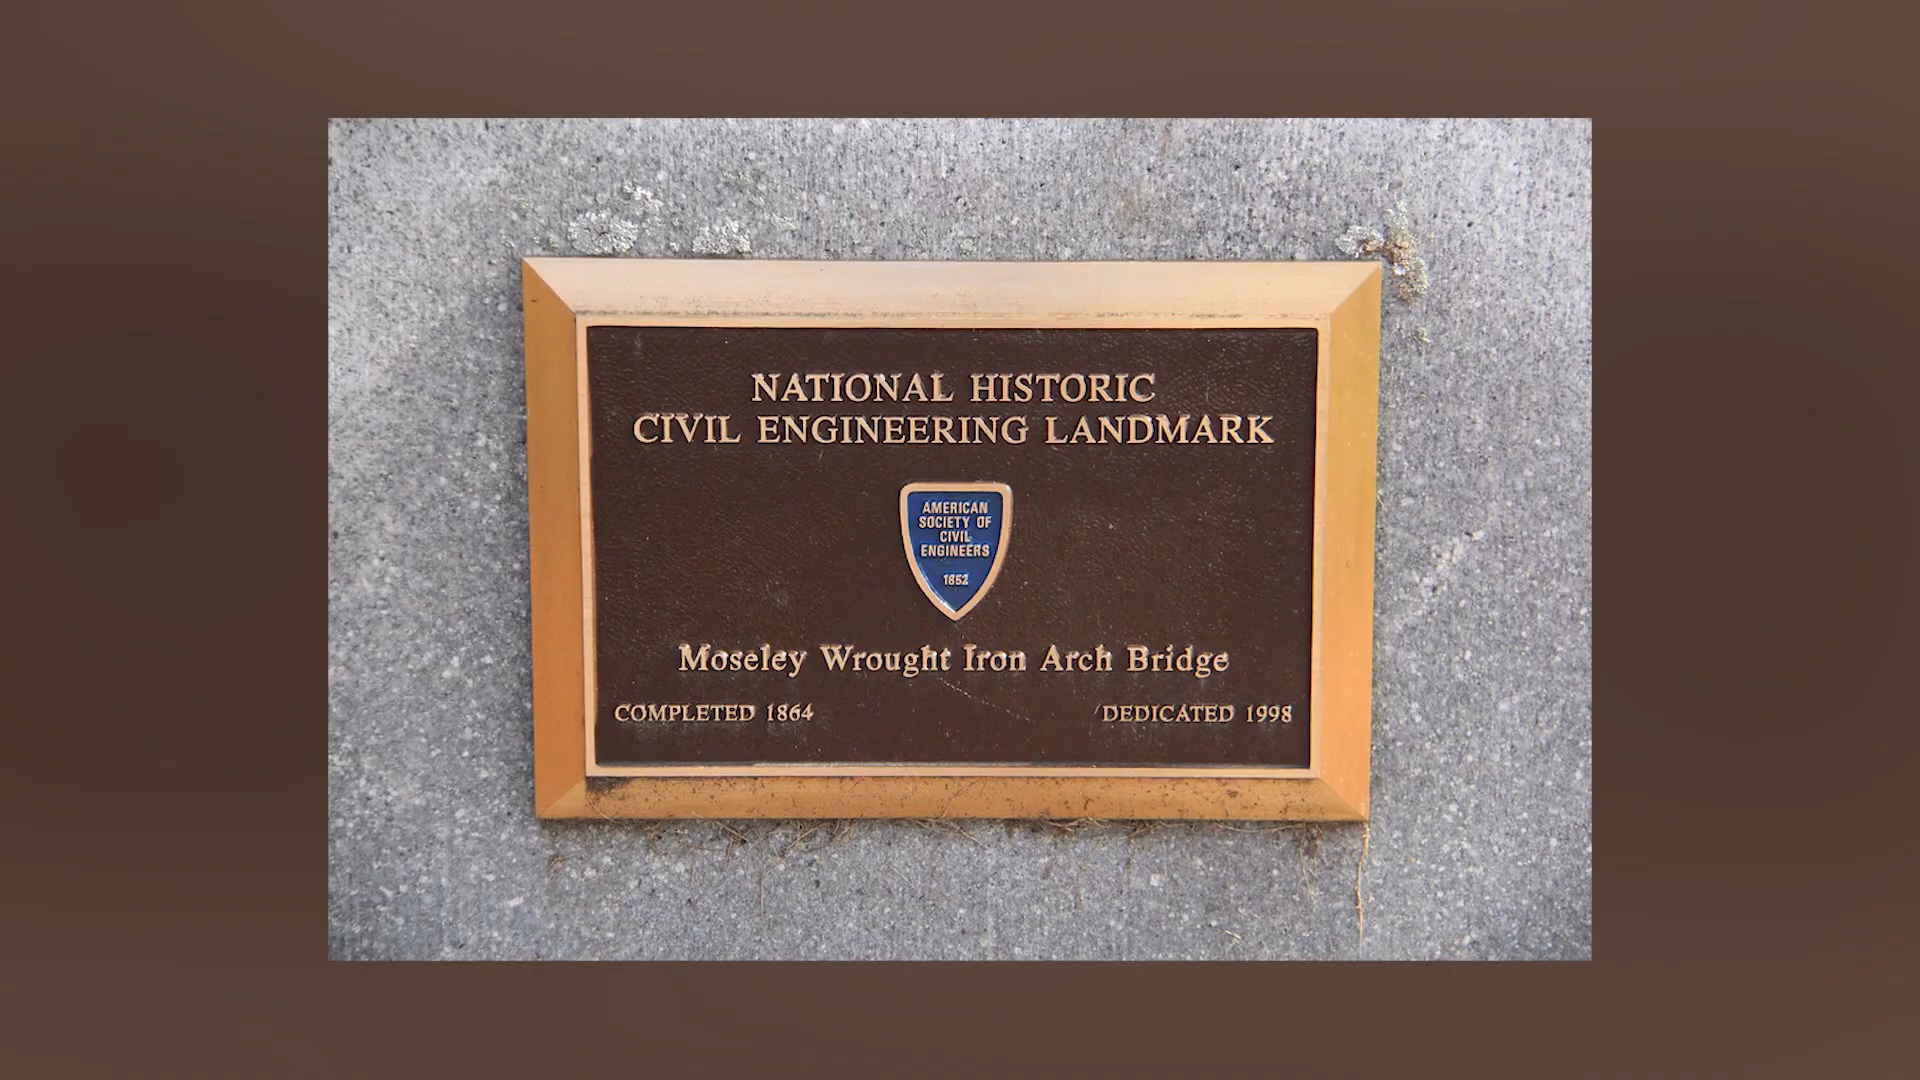 NATIONAL HISTORIC
CIVIL ENGINEERING LANDMARK
AMERICAN
SOCIETY OF
CIVIL
ENGINEERS
1852
Moseley Wrought Iron Arch Bridge
COMPLETED 1864
DEDICATED 1998